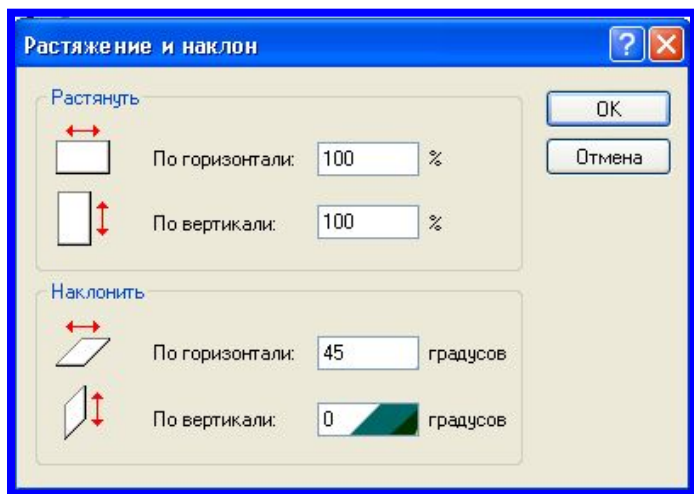 Растяжение и наклон
Растянуть
OK
По горизонтали: 100 %
Отмена
По вертикали: 100 %
Наклонить
По горизонтали: 45 градусов
По вертикали: 0 градусов